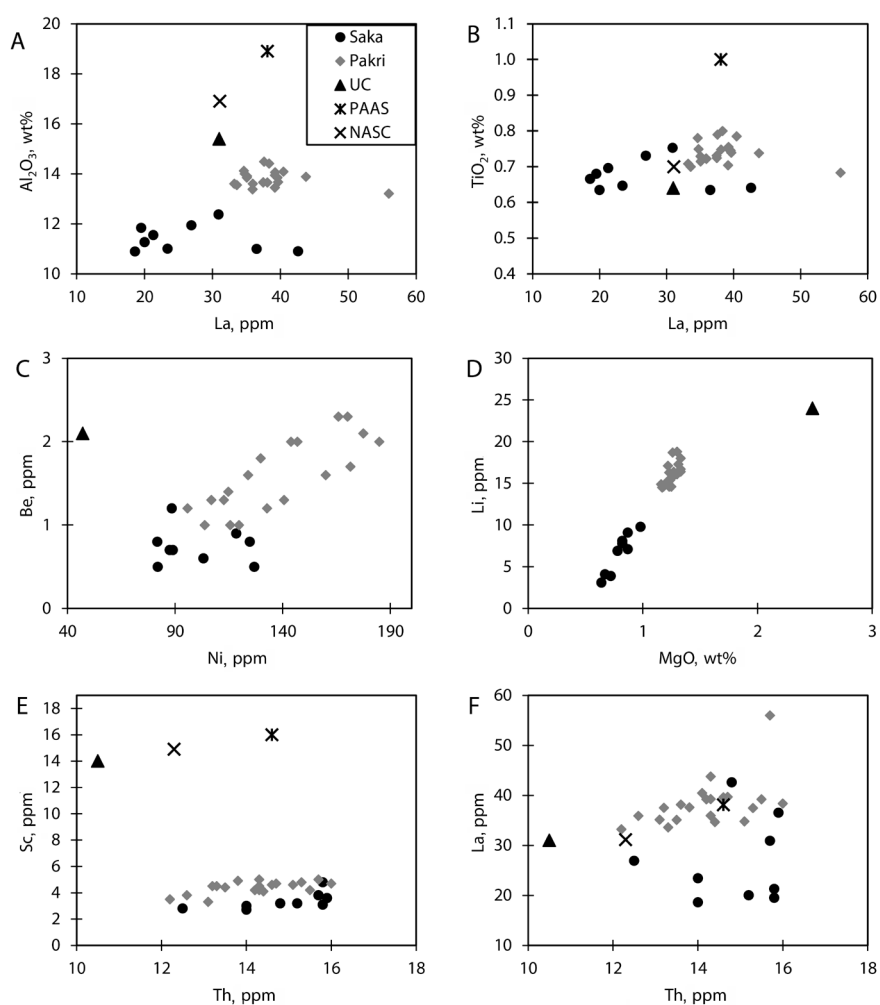 A
20
18
16
14
12
10
Al₂O₃, wt%
10 20 30 40 50 60
La, ppm
Saka
Pakri
UC
PAAS
NASC
B
1.1
1.0
0.9
0.8
0.7
0.6
0.5
0.4
TiO₂, wt%
10 20 30 40 50 60
La, ppm
C
3
2
1
0
Be, ppm
40 90 140 190
Ni, ppm
D
30
25
20
15
10
5
0
Li, ppm
0 1 2 3
MgO, wt%
E
18
16
14
12
10
8
6
4
2
0
Sc, ppm
10 12 14 16 18
Th, ppm
F
60
50
40
30
20
10
La, ppm
10 12 14 16 18
Th, ppm